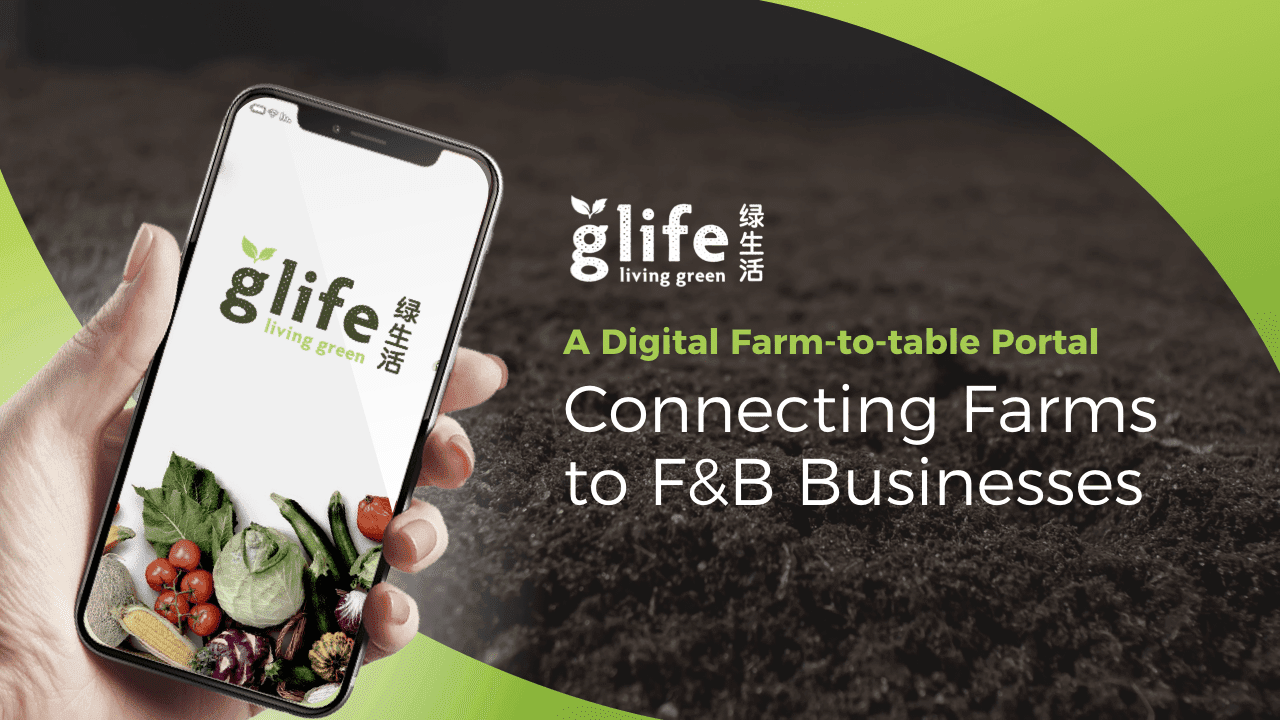 glife
living green
绿生活
glife
living green
绿生活
A Digital Farm-to-table Portal
Connecting Farms
to F&B Businesses